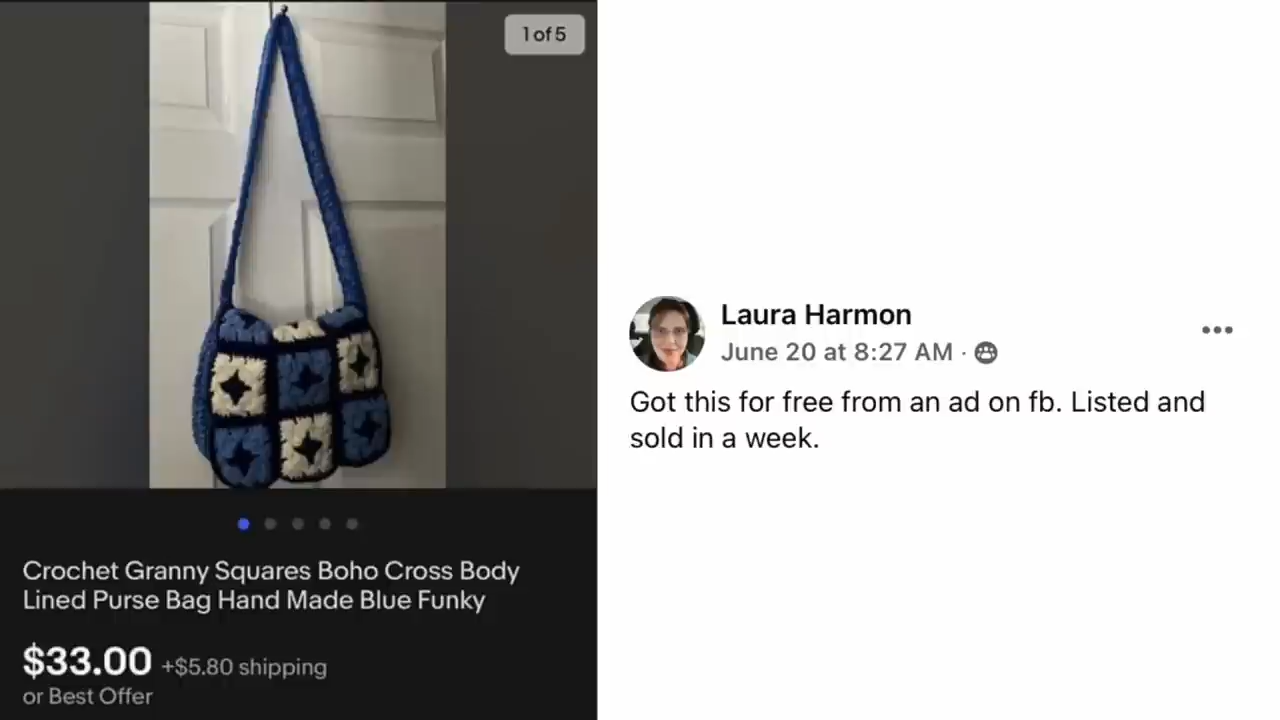 1 of 5
Crochet Granny Squares Boho Cross Body
Lined Purse Bag Hand Made Blue Funky
$33.00 +$5.80 shipping
or Best Offer
Laura Harmon
June 20 at 8:27 AM ·
Got this for free from an ad on fb. Listed and
sold in a week.